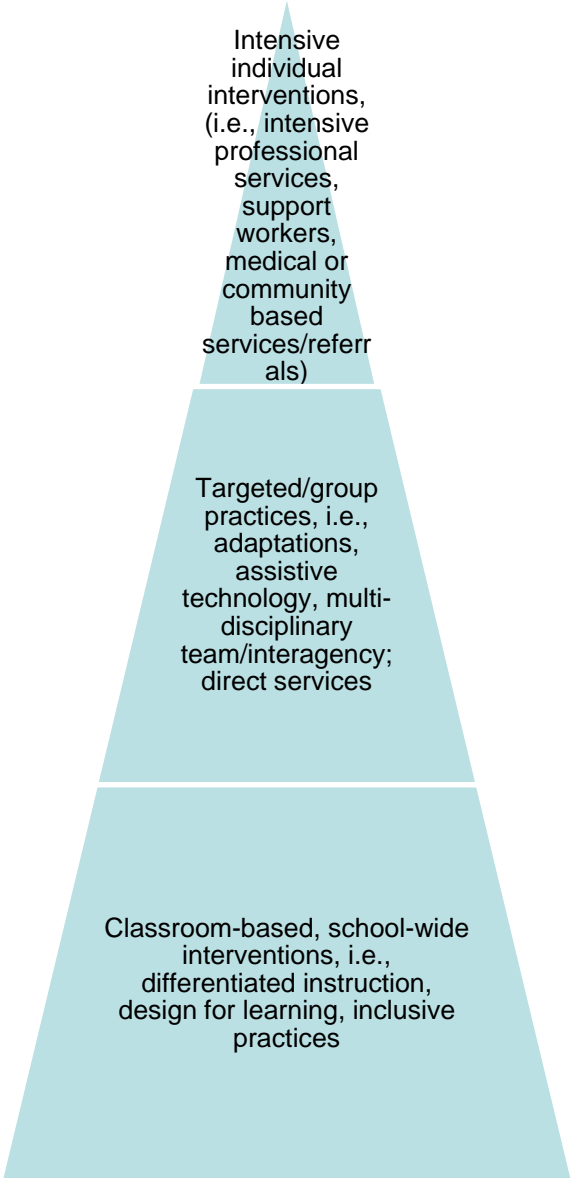 Intensive
individual
interventions,
(i.e., intensive
professional
services,
support
workers,
medical or
community
based
services/referr
als)
Targeted/group
practices, i.e.,
adaptations,
assistive
technology, multi-
disciplinary
team/interagency;
direct services
Classroom-based, school-wide
interventions, i.e.,
differentiated instruction,
design for learning, inclusive
practices